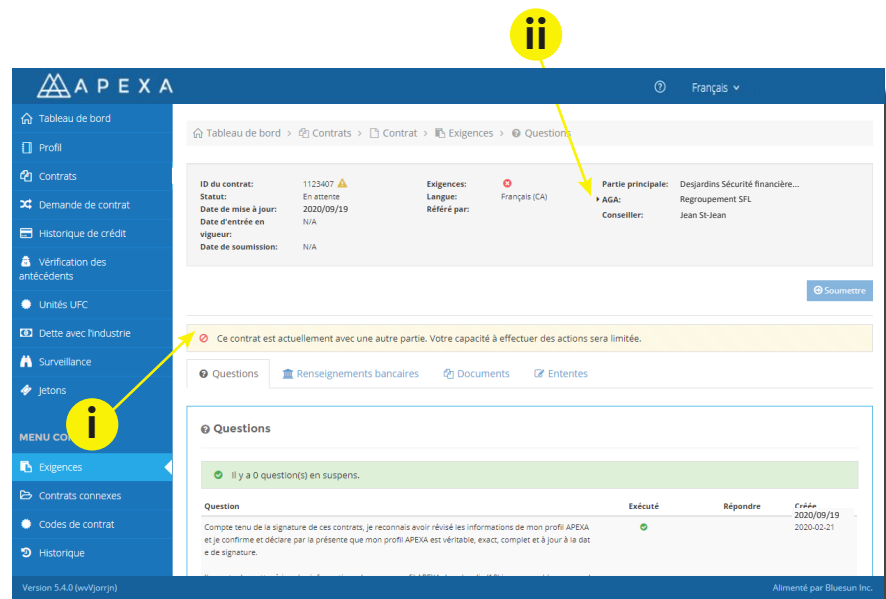 ii
APEXA
Français
Tableau de bord
Profil
Contrats
Demande de contrat
Historique de crédit
Vérification des
antécédents
Unités UFC
Dette avec l'industrie
Surveillance
Jetons
i
MENU CO
Exigences
Contrats connexes
Codes de contrat
Historique
Tableau de bord > Contrats > Contrat > Exigences > Questions
ID du contrat: 1123407
Statut: En attente
Date de mise à jour: 2020/09/19
Date d'entrée en N/A
vigueur:
Date de soumission: N/A
Exigences:
Langue: Français (CA)
Référé par:
Partie principale: Desjardins Sécurité financière...
AGA: Regroupement SFL
Conseiller: Jean St-Jean
Soumettre
Ce contrat est actuellement avec une autre partie. Votre capacité à effectuer des actions sera limitée.
Questions Renseignements bancaires Documents Ententes
Questions
Il y a 0 question(s) en suspens.
Question Exécuté Répondre Créée
2020/09/19
Compte tenu de la signature de ces contrats, je reconnais avoir révisé les informations de mon profil APEXA 2020-02-21
et je confirme et déclare par la présente que mon profil APEXA est véritable, exact, complet et à jour à la dat
e de signature.
Version 5.4.0 (wvVjorrjn) Alimenté par Bluesun Inc.